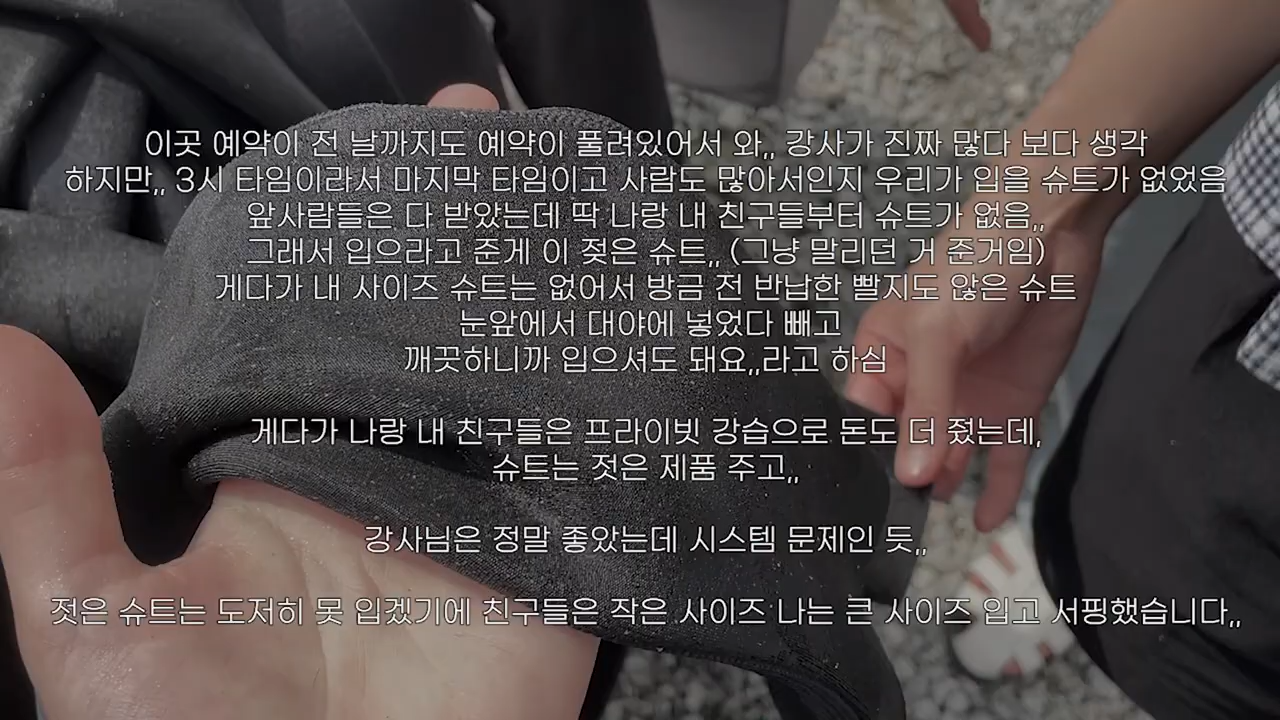 이곳 예약이 전 날까지도 예약이 풀려있어서 와,, 강사가 진짜 많다 보다 생각
하지만,, 3시 타임이라서 마지막 타임이고 사람도 많아서인지 우리가 입을 슈트가 없었음
앞사람들은 다 받았는데 딱 나랑 내 친구들부터 슈트가 없음,,
그래서 입으라고 준게 이 젖은 슈트,, (그냥 말리던 거 준거임)
게다가 내 사이즈 슈트는 없어서 방금 전 반납한 빨지도 않은 슈트
눈앞에서 대야에 넣었다 빼고
깨끗하니까 입으셔도 돼요,,라고 하심
게다가 나랑 내 친구들은 프라이빗 강습으로 돈도 더 줬는데,
슈트는 젓은 제품 주고,,
강사님은 정말 좋았는데 시스템 문제인 듯,,
젓은 슈트는 도저히 못 입겠기에 친구들은 작은 사이즈 나는 큰 사이즈 입고 서핑했습니다,,